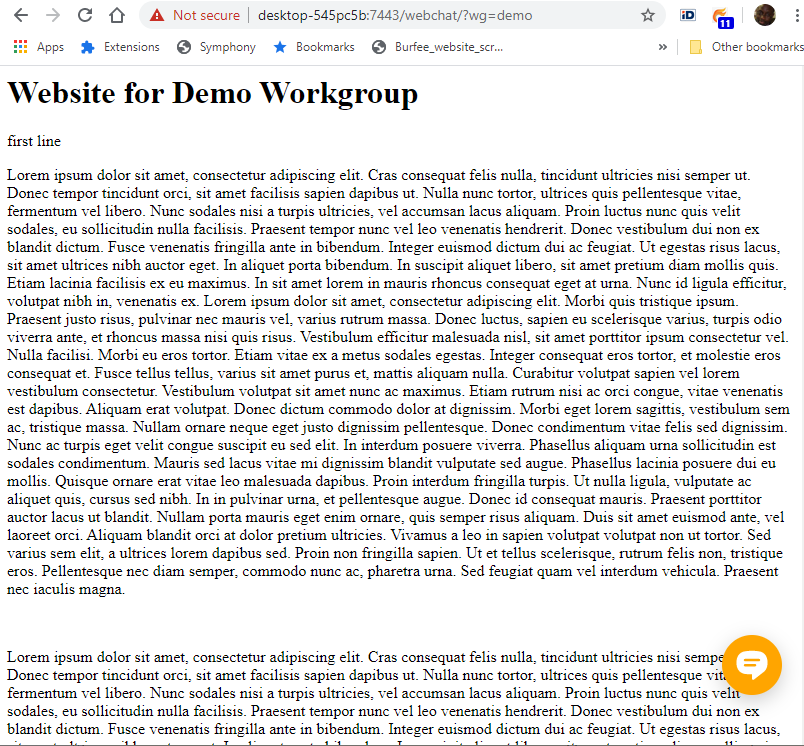 Not secure | desktop-545pc5b:7443/webchat/?wg=demo
iD
11
Apps Extensions Symphony Bookmarks Burfee_website_scr... » Other bookmarks
Website for Demo Workgroup
first line
Lorem ipsum dolor sit amet, consectetur adipiscing elit. Cras consequat felis nulla, tincidunt ultricies nisi semper ut.
Donec tempor tincidunt orci, sit amet facilisis sapien dapibus ut. Nulla nunc tortor, ultrices quis pellentesque vitae,
fermentum vel libero. Nunc sodales nisi a turpis ultricies, vel accumsan lacus aliquam. Proin luctus nunc quis velit
sodales, eu sollicitudin nulla facilisis. Praesent tempor nunc vel leo venenatis hendrerit. Donec vestibulum dui non ex
blandit dictum. Fusce venenatis fringilla ante in bibendum. Integer euismod dictum dui ac feugiat. Ut egestas risus lacus,
sit amet ultrices nibh auctor eget. In aliquet porta bibendum. In suscipit aliquet libero, sit amet pretium diam mollis quis.
Etiam lacinia facilisis ex eu maximus. In sit amet lorem in mauris rhoncus consequat eget at urna. Nunc id ligula efficitur,
volutpat nibh in, venenatis ex. Lorem ipsum dolor sit amet, consectetur adipiscing elit. Morbi quis tristique ipsum.
Praesent justo risus, pulvinar nec mauris vel, varius rutrum massa. Donec luctus, sapien eu scelerisque varius, turpis odio
viverra ante, et rhoncus massa nisi quis risus. Vestibulum efficitur malesuada nisl, sit amet porttitor ipsum consectetur vel.
Nulla facilisi. Morbi eu eros tortor. Etiam vitae ex a metus sodales egestas. Integer consequat eros tortor, et molestie eros
consequat et. Fusce tellus tellus, varius sit amet purus et, mattis aliquam nulla. Curabitur volutpat sapien vel lorem
vestibulum consectetur. Vestibulum volutpat sit amet nunc ac maximus. Etiam rutrum nisi ac orci congue, vitae venenatis
est dapibus. Aliquam erat volutpat. Donec dictum commodo dolor at dignissim. Morbi eget lorem sagittis, vestibulum sem
ac, tristique massa. Nullam ornare neque eget justo dignissim pellentesque. Donec condimentum vitae felis sed dignissim.
Nunc ac turpis eget velit congue suscipit eu sed elit. In interdum posuere viverra. Phasellus aliquam urna sollicitudin est
sodales condimentum. Mauris sed lacus vitae mi dignissim blandit vulputate sed augue. Phasellus lacinia posuere dui eu
mollis. Quisque ornare erat vitae leo malesuada dapibus. Proin interdum fringilla turpis. Ut nulla ligula, vulputate ac
aliquet quis, cursus sed nibh. In in pulvinar urna, et pellentesque augue. Donec id consequat mauris. Praesent porttitor
auctor lacus ut blandit. Nullam porta mauris eget enim ornare, quis semper risus aliquam. Duis sit amet euismod ante, vel
laoreet orci. Aliquam blandit orci at dolor pretium ultricies. Vivamus a leo in sapien volutpat volutpat non ut tortor. Sed
varius sem elit, a ultrices lorem dapibus sed. Proin non fringilla sapien. Ut et tellus scelerisque, rutrum felis non, tristique
eros. Pellentesque nec diam semper, commodo nunc ac, pharetra urna. Sed feugiat quam vel interdum vehicula. Praesent
nec iaculis magna.
Lorem ipsum dolor sit amet, consectetur adipiscing elit. Cras consequat felis nulla, tincidunt ultricies nisi sempe
Donec tempor tincidunt orci, sit amet facilisis sapien dapibus ut. Nulla nunc tortor, ultrices quis pellentesque vit
fermentum vel libero. Nunc sodales nisi a turpis ultricies, vel accumsan lacus aliquam. Proin luctus nunc quis velit
sodales, eu sollicitudin nulla facilisis. Praesent tempor nunc vel leo venenatis hendrerit. Donec vestibulum dui non ex
blandit dictum. Fusce venenatis fringilla ante in bibendum. Integer euismod dictum dui ac feugiat. Ut egestas risus lacus,